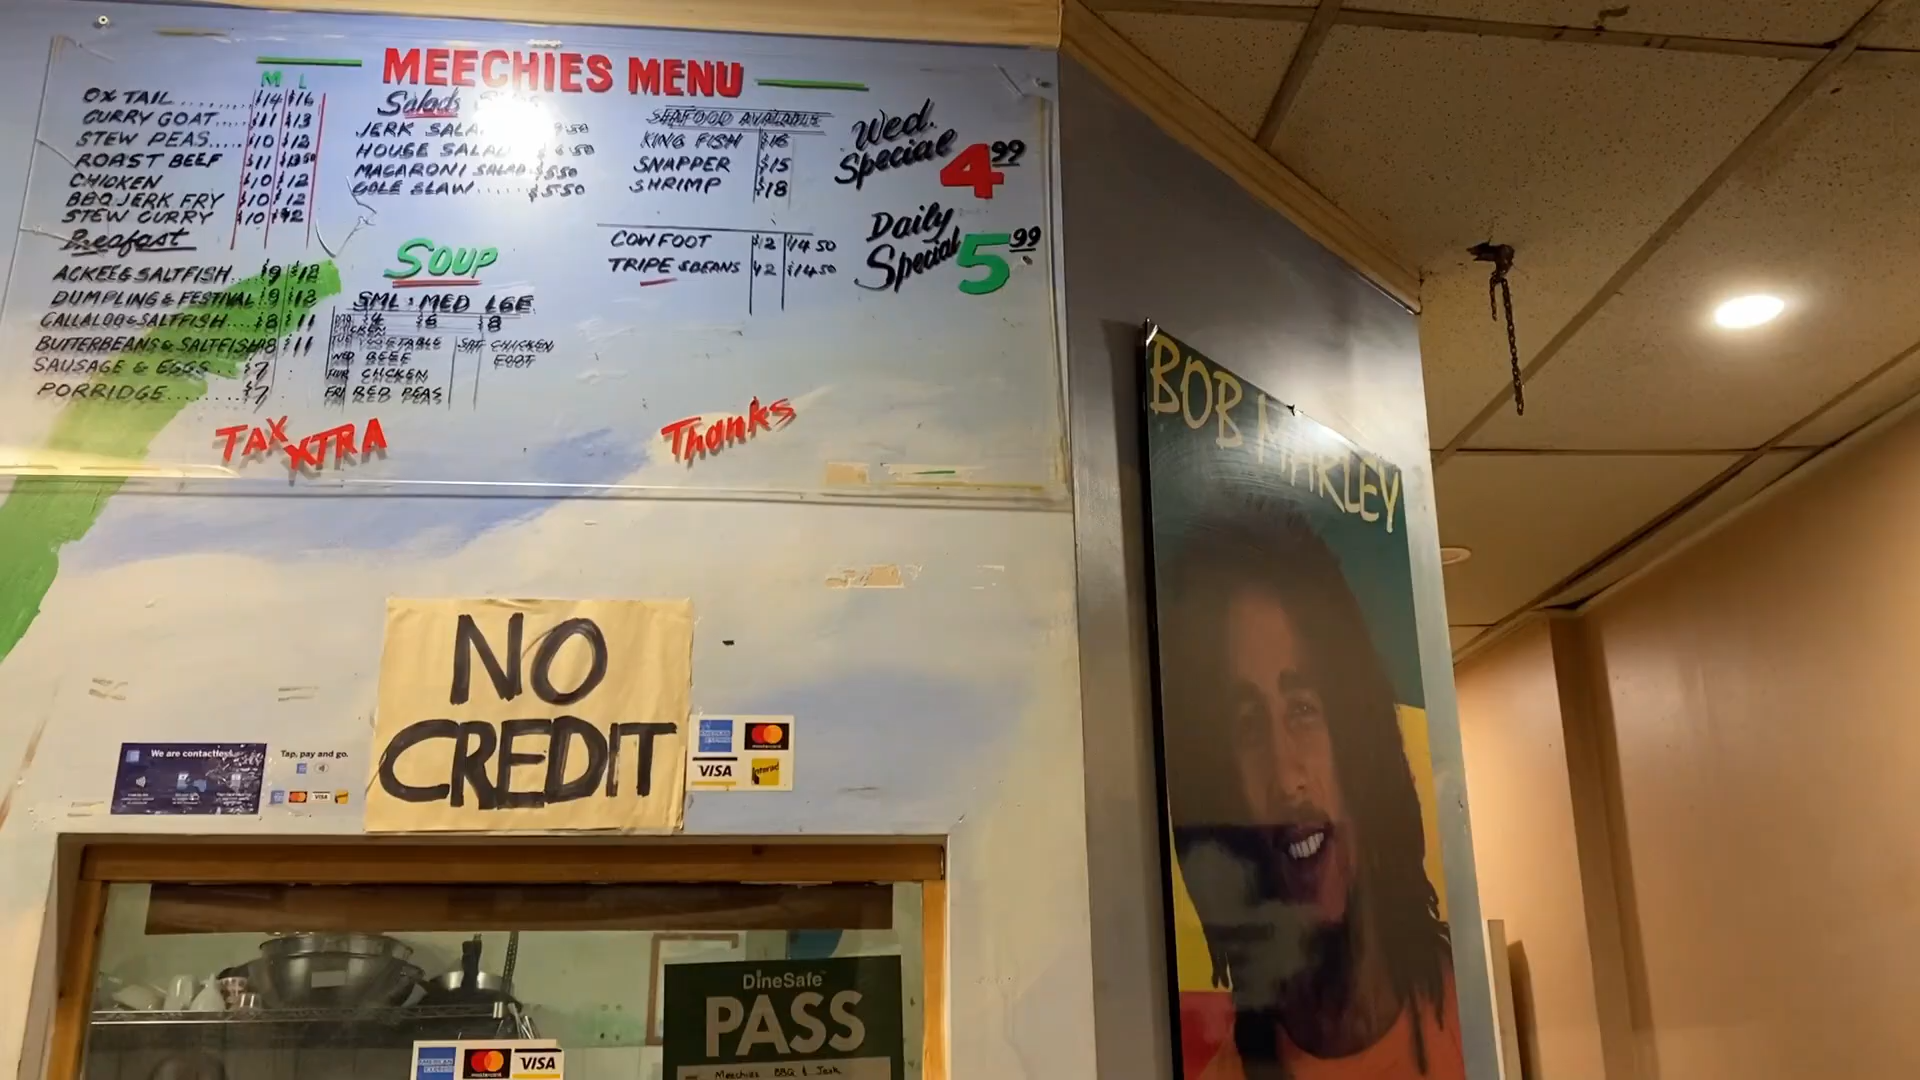 MEECHIES MENU
M L
OX TAIL........ $14 $16
CURRY GOAT.... $11 $13
STEW PEAS..... $10 $12
ROAST BEEF $11 $13 50
CHICKEN $10 $12
BBQ JERK FRY $10 $12
STEW CURRY $10 $12
Breafast
ACKEE & SALTFISH... $9 $12
DUMPLING & FESTIVAL $9 $12
CALLALOO & SALTFISH... $8 $11
BUTTERBEANS & SALTFISH $8 $11
SAUSAGE & EGGS.. $7
PORRIDGE $7
TAX XTRA
Salads
JERK SALA
HOUSE SALAD
MACARONI SALAD $5 50
COLE SLAW..... $5 50
SOUP
SML: MED LGE
$4 $6 $8
CHICKEN
TUE VEGETABLE
WED BEEF
CHICKEN
FRI RED PEAS
SAT CHICKEN
FOOT
SEAFOOD AVAILABLE
KING FISH $16
SNAPPER $15
SHRIMP $18
COW FOOT 12 $14 50
TRIPE & BEANS 12 $14 50
Thanks
Wed.
Special 4 99
Daily
Special 5 99
NO
CREDIT
We are contactless.
Tap, pay and go.
VISA
AMERICAN EXPRESS
mastercard
VISA
Interac
BOB MARLEY
DineSafe
PASS
Meechies BBQ & Jerk
AMERICAN EXPRESS
mastercard
VISA